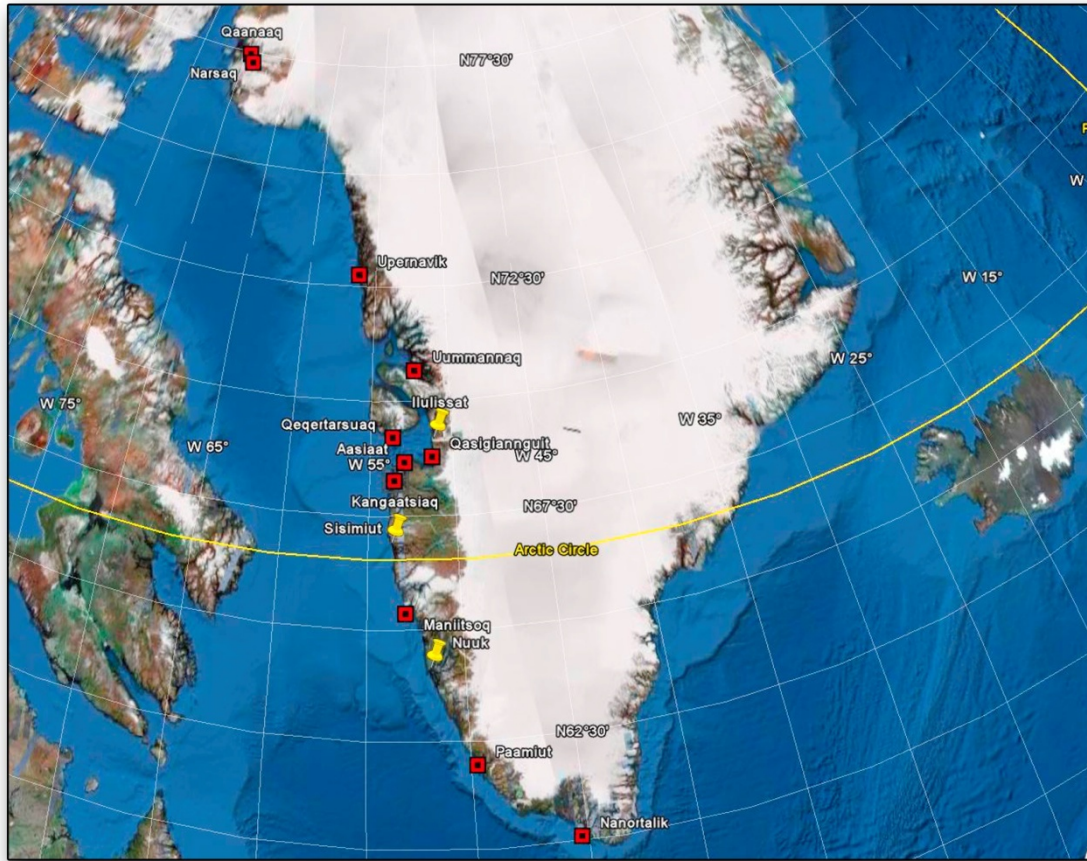 Qaanaaq
Narsaq
N77°30'
W
Upernavik
N72°30'
W 15°
Uummannaq
W 25°
Ilulissat
W 75°
W 35°
Qeqertarsuaq
Qasigiannguit
W 65°
Aasiaat
W 45°
W 55°
Kangaatsiaq
N67°30'
Sisimiut
Arctic Circle
Maniitsoq
Nuuk
N62°30'
Paamiut
Nanortalik